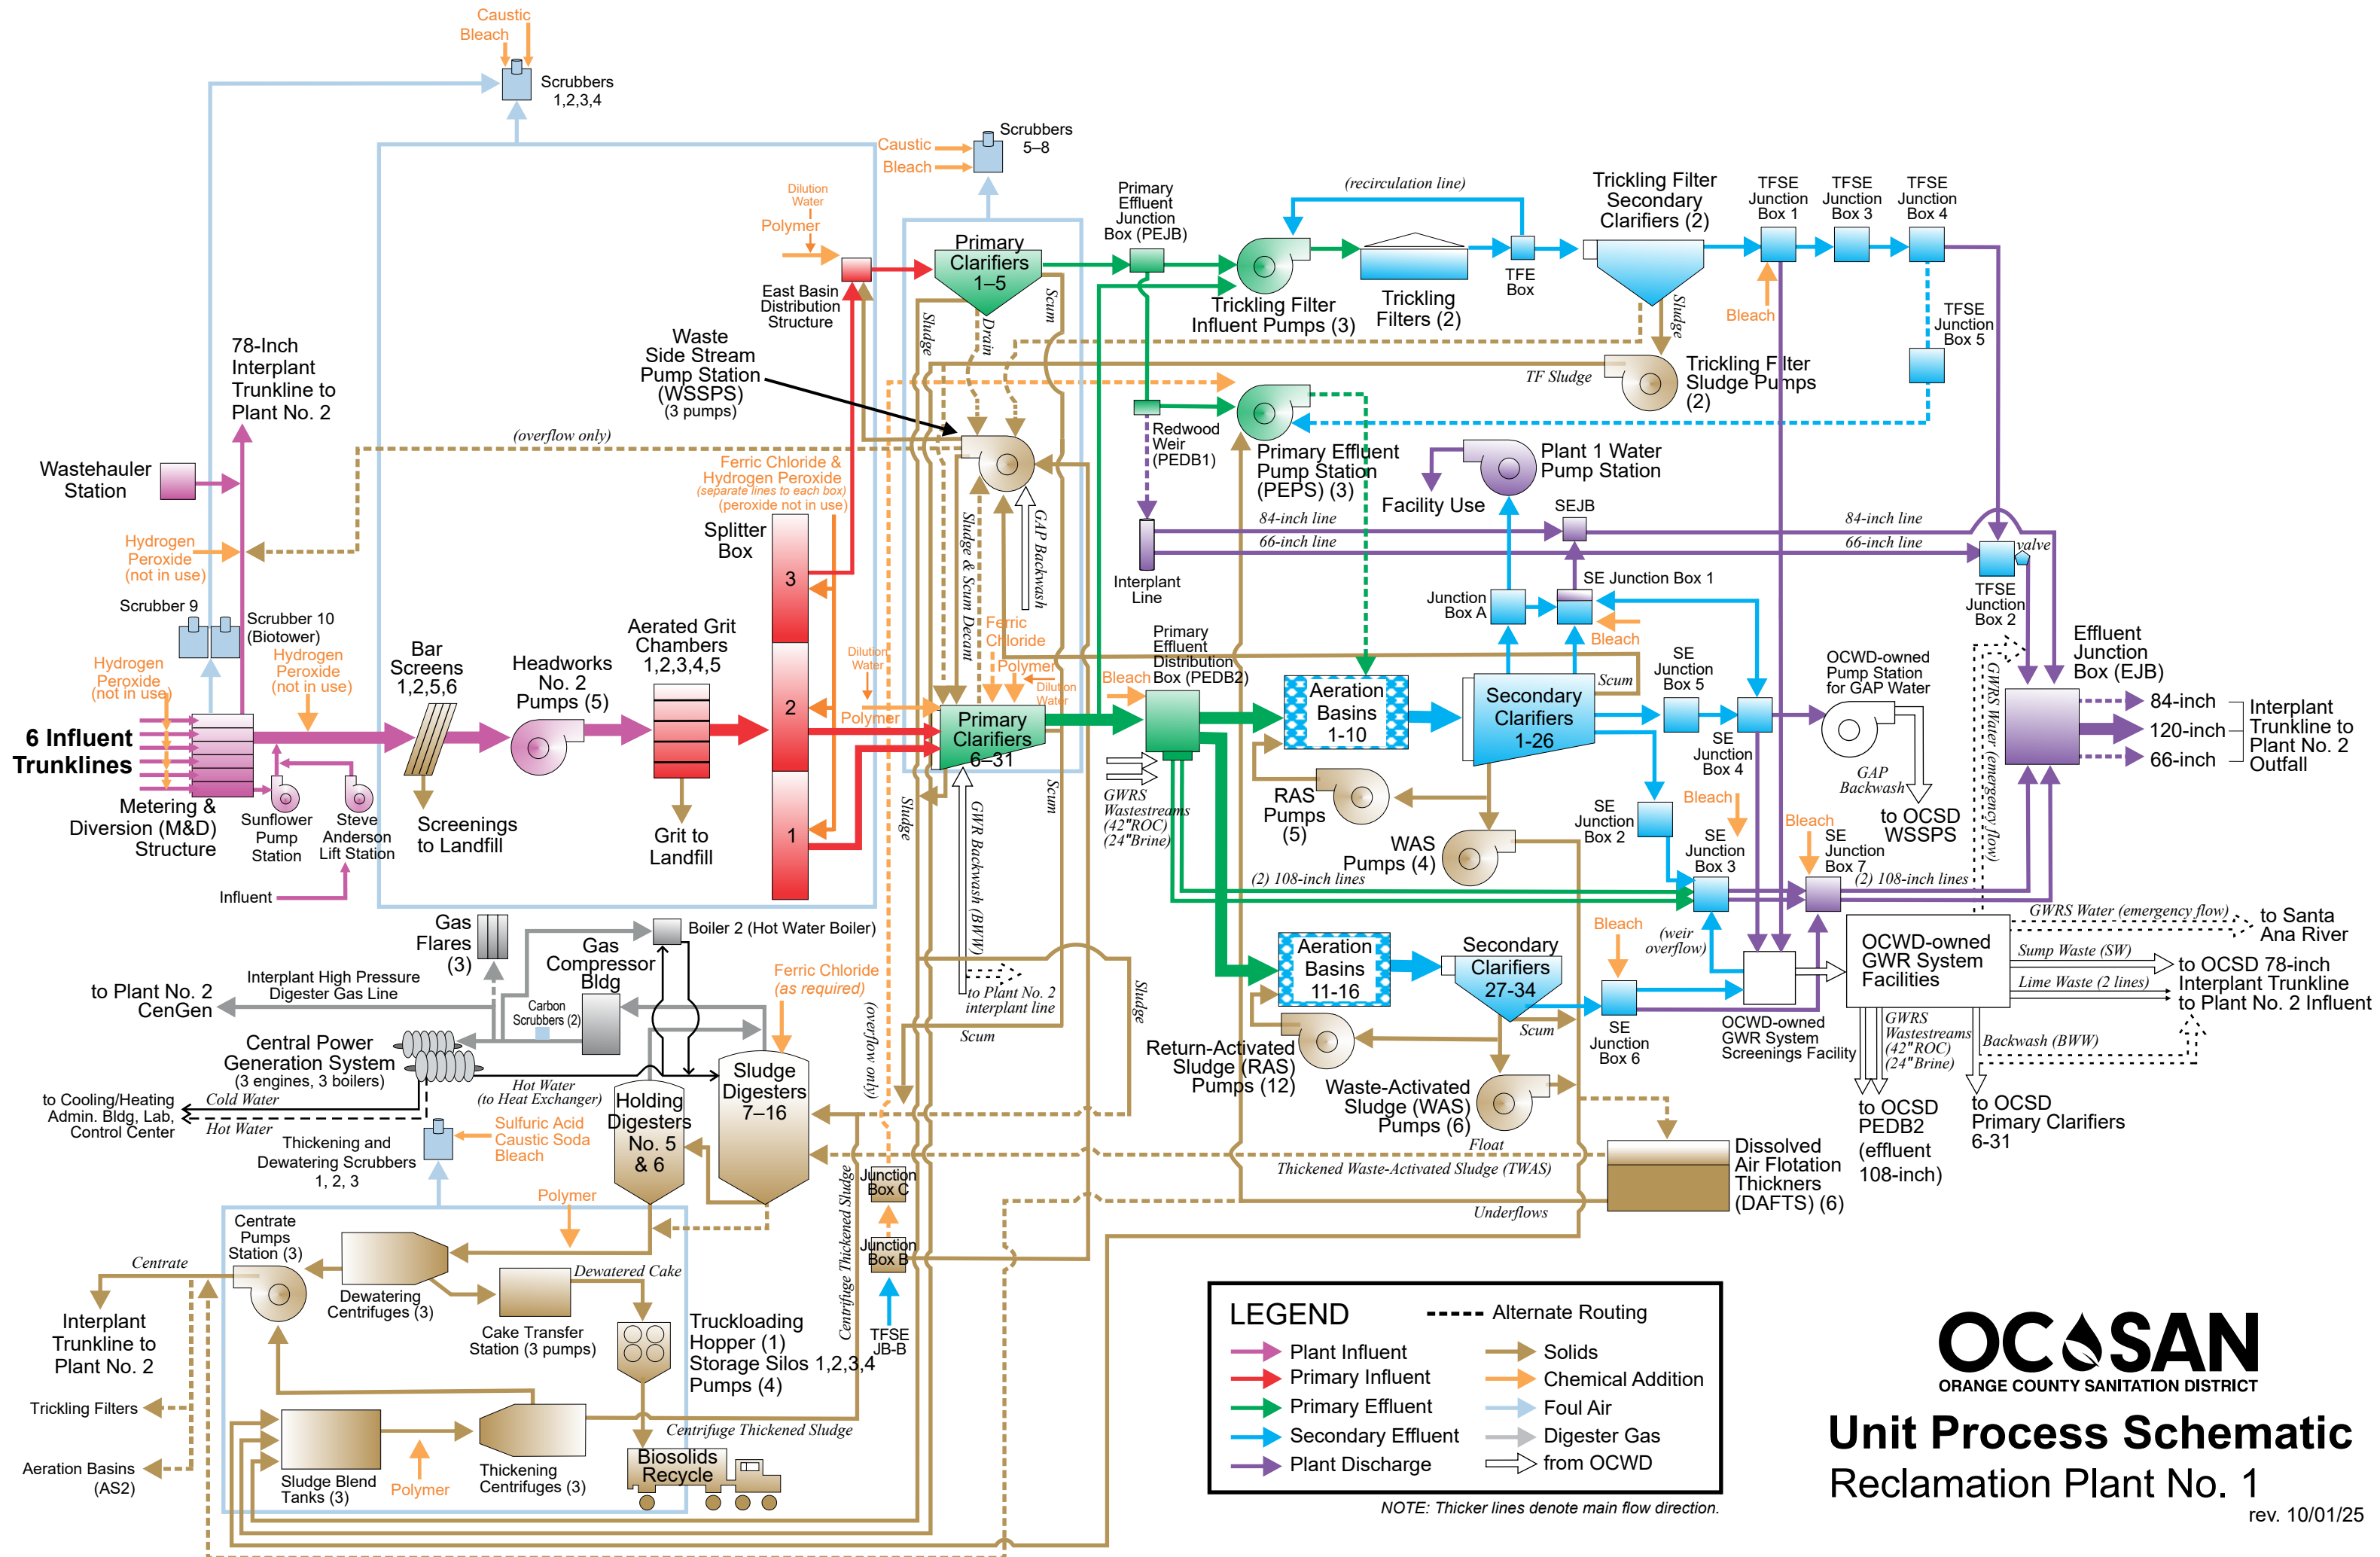 Caustic
Bleach
Scrubbers
1,2,3,4
Caustic
Bleach
Scrubbers
5–8
Dilution
Water
Polymer
East Basin
Distribution
Structure
Primary
Clarifiers
1–5
Scum
Sludge
Drain
Primary
Effluent
Junction
Box (PEJB)
(recirculation line)
Trickling Filter
Influent Pumps (3)
Trickling
Filters (2)
TFE
Box
Trickling Filter
Secondary
Clarifiers (2)
Sludge
TFSE
Junction
Box 1
TFSE
Junction
Box 3
TFSE
Junction
Box 4
Bleach
TFSE
Junction
Box 5
Trickling Filter
Sludge Pumps
(2)
TF Sludge
78-Inch
Interplant
Trunkline to
Plant No. 2
Waste
Side Stream
Pump Station
(WSSPS)
(3 pumps)
(overflow only)
Wastehauler
Station
Hydrogen
Peroxide
(not in use)
Scrubber 9
Scrubber 10
(Biotower)
Hydrogen
Peroxide
(not in use)
Hydrogen
Peroxide
(not in use)
6 Influent
Trunklines
Metering &
Diversion (M&D)
Structure
Sunflower
Pump
Station
Steve
Anderson
Lift Station
Influent
Bar
Screens
1,2,5,6
Screenings
to Landfill
Headworks
No. 2
Pumps (5)
Aerated Grit
Chambers
1,2,3,4,5
Grit to
Landfill
Ferric Chloride &
Hydrogen Peroxide
(separate lines to each box)
(peroxide not in use)
Splitter
Box
3
2
1
Dilution
Water
Polymer
Sludge & Scum Decant
GAP Backwash
Ferric
Chloride
Polymer
Dilution
Water
Primary
Clarifiers
6–31
Scum
Sludge
GWR Backwash (BWW)
to Plant No. 2
interplant line
Scum
Sludge
(overflow only)
Redwood
Weir
(PEDB1)
Primary Effluent
Pump Station
(PEPS) (3)
Interplant
Line
84-inch line
66-inch line
Facility Use
Plant 1 Water
Pump Station
SEJB
84-inch line
66-inch line
valve
TFSE
Junction
Box 2
Junction
Box A
SE Junction Box 1
Bleach
Primary
Effluent
Distribution
Box (PEDB2)
Bleach
GWRS
Wastestreams
(42"ROC)
(24"Brine)
Aeration
Basins
1-10
Secondary
Clarifiers
1-26
Scum
RAS
Pumps
(5)
WAS
Pumps (4)
SE
Junction
Box 5
SE
Junction
Box 4
SE
Junction
Box 2
Bleach
SE
Junction
Box 3
Bleach
SE
Junction
Box 7
(2) 108-inch lines
(2) 108-inch lines
OCWD-owned
Pump Station
for GAP Water
GAP
Backwash
to OCSD
WSSPS
GWRS Water (emergency flow)
Effluent
Junction
Box (EJB)
84-inch
120-inch
66-inch
Interplant
Trunkline to
Plant No. 2
Outfall
Aeration
Basins
11-16
Secondary
Clarifiers
27-34
Scum
Bleach
SE
Junction
Box 6
(weir
overflow)
OCWD-owned
GWR System
Screenings Facility
OCWD-owned
GWR System
Facilities
GWRS Water (emergency flow)
to Santa
Ana River
Sump Waste (SW)
Lime Waste (2 lines)
to OCSD 78-inch
Interplant Trunkline
to Plant No. 2 Influent
GWRS
Wastestreams
(42"ROC)
(24"Brine)
Backwash (BWW)
to OCSD
PEDB2
(effluent
108-inch)
to OCSD
Primary Clarifiers
6-31
Return-Activated
Sludge (RAS)
Pumps (12)
Waste-Activated
Sludge (WAS)
Pumps (6)
Float
Thickened Waste-Activated Sludge (TWAS)
Underflows
Dissolved
Air Flotation
Thickners
(DAFTS) (6)
Gas
Flares
(3)
Boiler 2 (Hot Water Boiler)
Gas
Compressor
Bldg
Carbon
Scrubbers (2)
Interplant High Pressure
Digester Gas Line
to Plant No. 2
CenGen
Central Power
Generation System
(3 engines, 3 boilers)
Hot Water
(to Heat Exchanger)
Cold Water
Hot Water
to Cooling/Heating
Admin. Bldg, Lab,
Control Center
Ferric Chloride
(as required)
Sludge
Digesters
7–16
Holding
Digesters
No. 5
& 6
Thickening and
Dewatering Scrubbers
1, 2, 3
Sulfuric Acid
Caustic Soda
Bleach
Polymer
Centrate
Pumps
Station (3)
Centrate
Interplant
Trunkline to
Plant No. 2
Trickling Filters
Aeration Basins
(AS2)
Dewatering
Centrifuges (3)
Dewatered Cake
Cake Transfer
Station (3 pumps)
Truckloading
Hopper (1)
Storage Silos 1,2,3,4
Pumps (4)
Centrifuge Thickened Sludge
Centrifuge Thickened Sludge
Junction
Box C
Junction
Box B
TFSE
JB-B
Sludge Blend
Tanks (3)
Polymer
Thickening
Centrifuges (3)
Biosolids
Recycle
LEGEND
Alternate Routing
Plant Influent
Primary Influent
Primary Effluent
Secondary Effluent
Plant Discharge
Solids
Chemical Addition
Foul Air
Digester Gas
from OCWD
NOTE: Thicker lines denote main flow direction.
OC SAN
ORANGE COUNTY SANITATION DISTRICT
Unit Process Schematic
Reclamation Plant No. 1
rev. 10/01/25